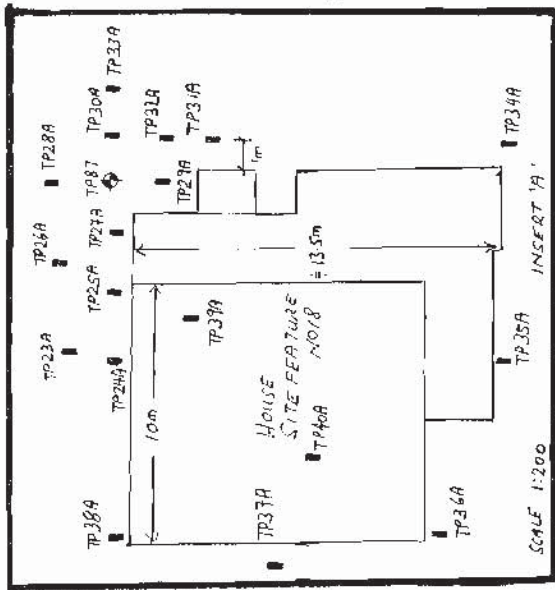 TP33A
TP30A
TP28A
TP87
TP32A
TP31A
TP29A
1m
TP27A
TP26A
TP25A
TP23A
TP24A
TP39A
TP34A
= 13.5m
10m
HOUSE
SITE FEATURE
NO18
TP40A
TP38A
TP37A
TP36A
TP35A
INSERT 'A'
SCALE 1:200